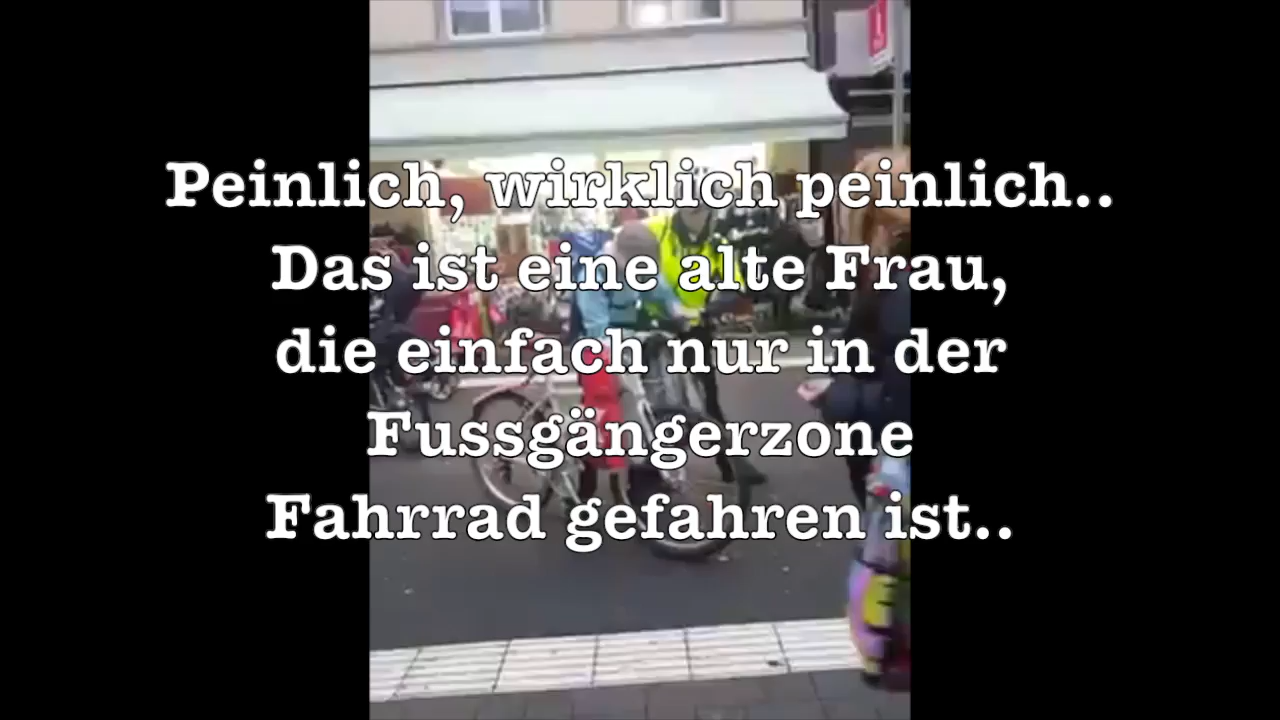 Peinlich, wirklich peinlich..
Das ist eine alte Frau,
die einfach nur in der
Fussgängerzone
Fahrrad gefahren ist..